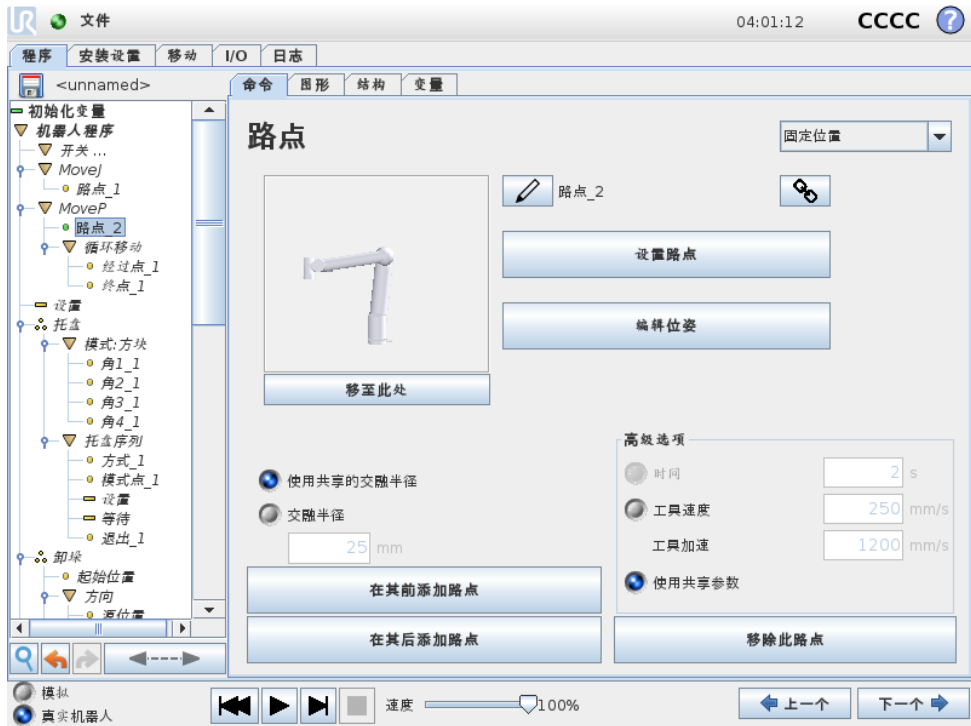 UR 文件 04:01:12 CCCC ?
程序 安装设置 移动 I/O 日志
<unnamed>
命令 图形 结构 变量
初始化变量
机器人程序
开关 ...
MoveJ
路点_1
MoveP
路点_2
循环移动
经过点_1
终点_1
设置
托盘
模式:方块
角1_1
角2_1
角3_1
角4_1
托盘序列
方式_1
模式点_1
设置
等待
退出_1
卸垛
起始位置
方向
源位置
路点
固定位置
路点_2
设置路点
编辑位姿
移至此处
使用共享的交融半径
交融半径
25 mm
高级选项
时间 2 s
工具速度 250 mm/s
工具加速 1200 mm/s
使用共享参数
在其前添加路点
在其后添加路点
移除此路点
模拟
真实机器人
速度 100%
上一个
下一个